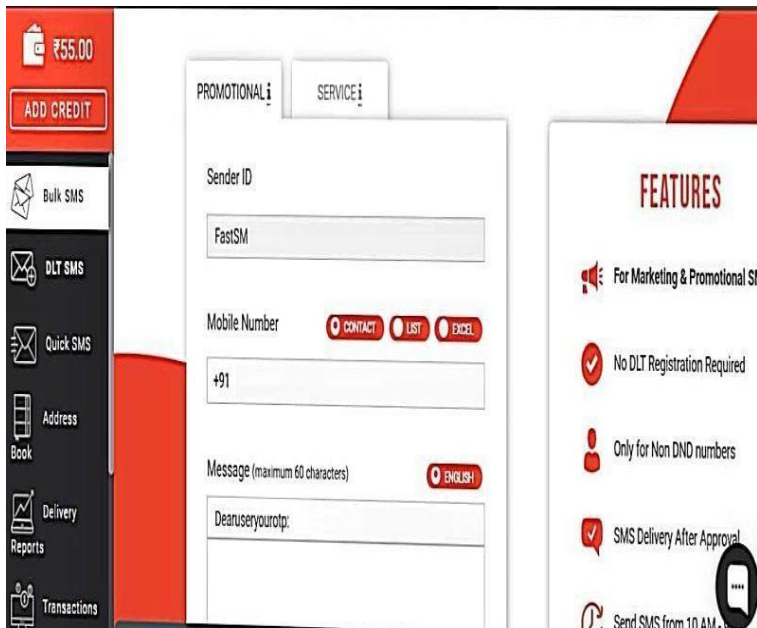 ₹55.00
ADD CREDIT
Bulk SMS
DLT SMS
Quick SMS
Address
Book
Delivery
Reports
Transactions
PROMOTIONAL i
SERVICE i
Sender ID
FastSM
Mobile Number
CONTACT
LIST
EXCEL
+91
Message (maximum 60 characters)
ENGLISH
Dearuseryourotp:
FEATURES
For Marketing & Promotional SM
No DLT Registration Required
Only for Non DND numbers
SMS Delivery After Approval
Send SMS from 10 AM -